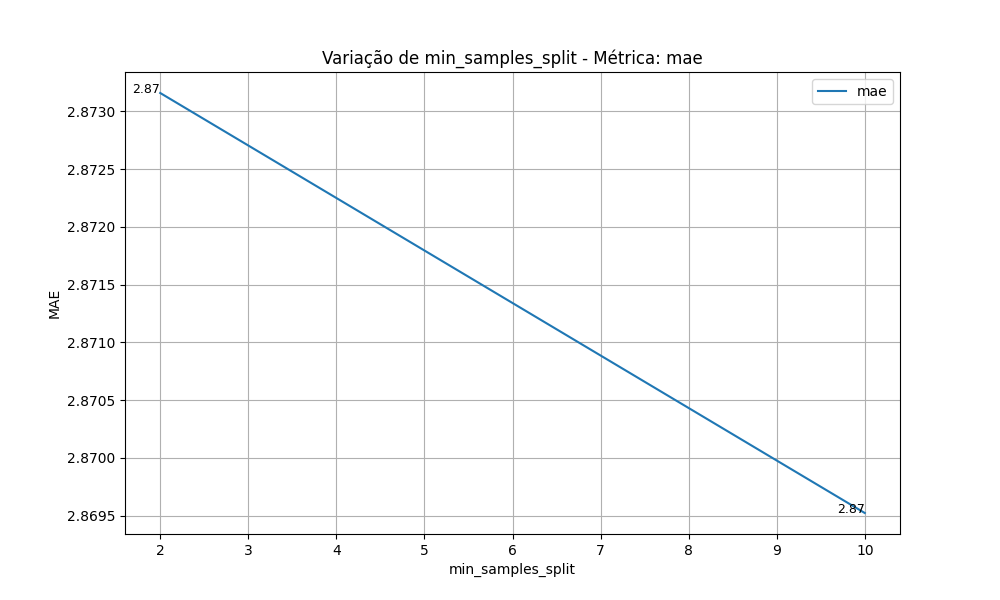 Variação de min_samples_split - Métrica: mae
mae
2.87
2.87
MAE
2.8730
2.8725
2.8720
2.8715
2.8710
2.8705
2.8700
2.8695
2 3 4 5 6 7 8 9 10
min_samples_split